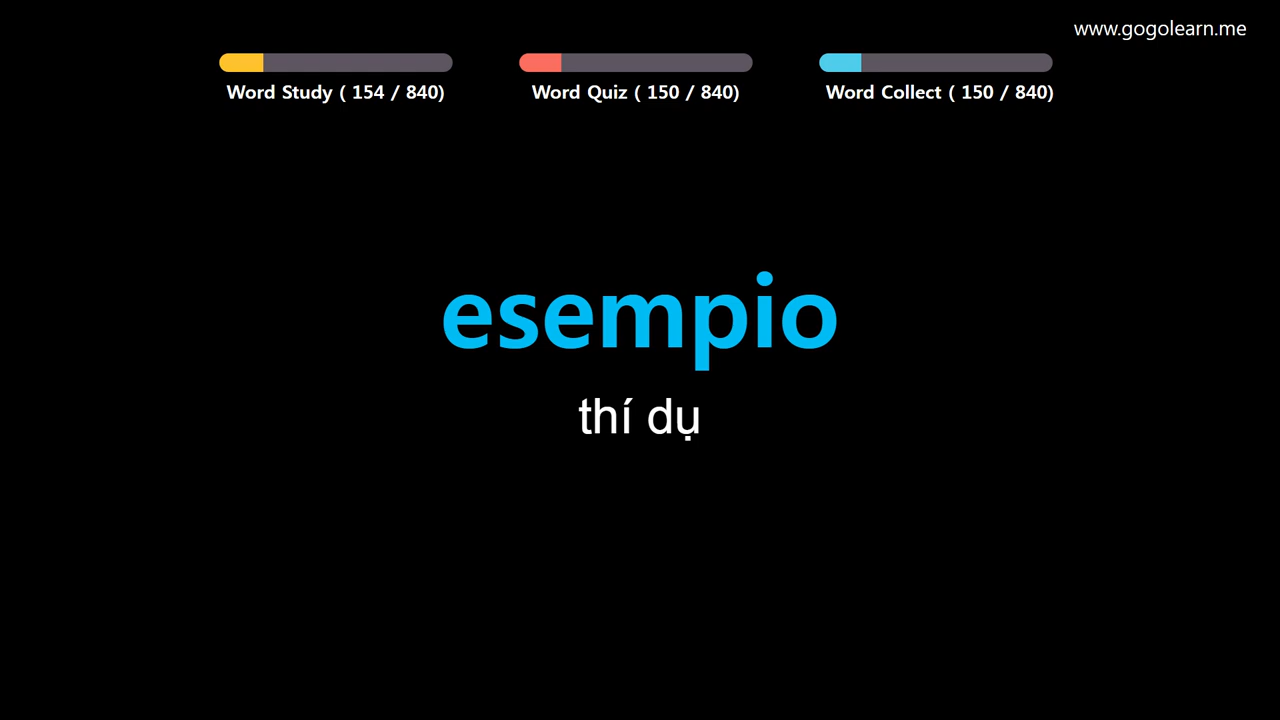 www.gogolearn.me
Word Study ( 154 / 840)
Word Quiz ( 150 / 840)
Word Collect ( 150 / 840)
esempio
thí dụ